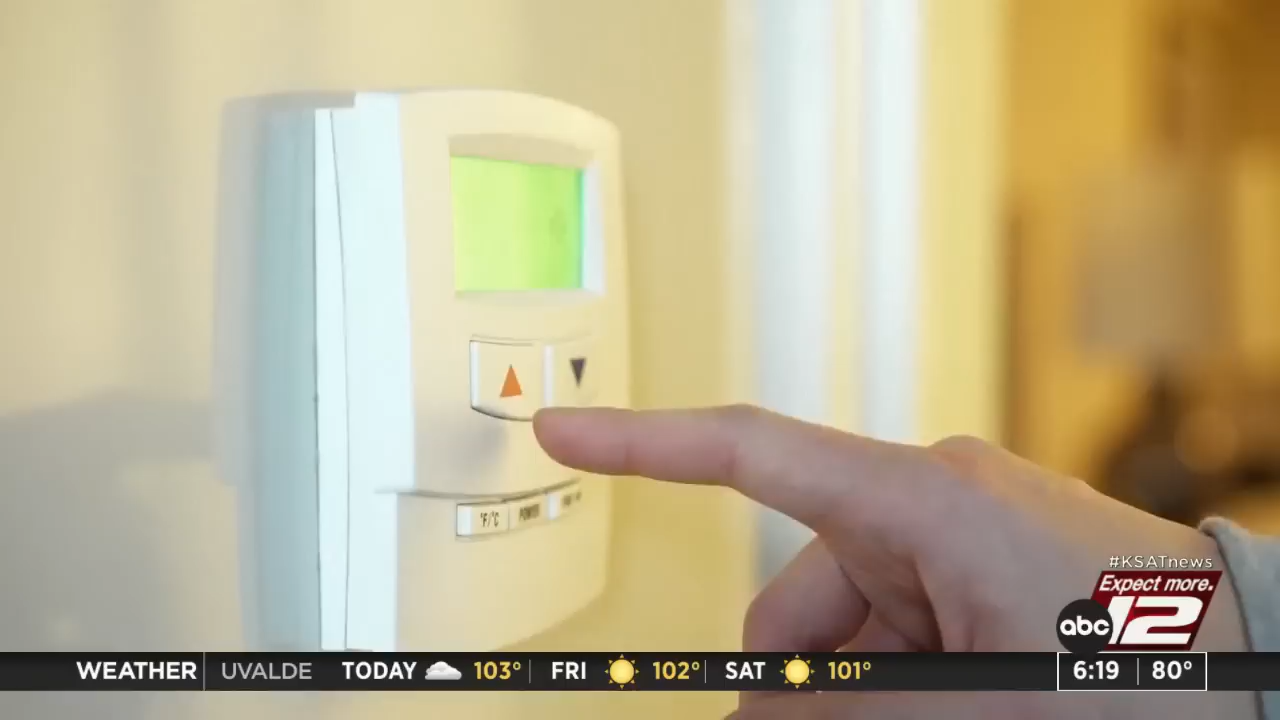 °F/°C
POWER
#KSATnews
Expect more.
abc 12
WEATHER UVALDE TODAY 103° FRI 102° SAT 101° 6:19 80°